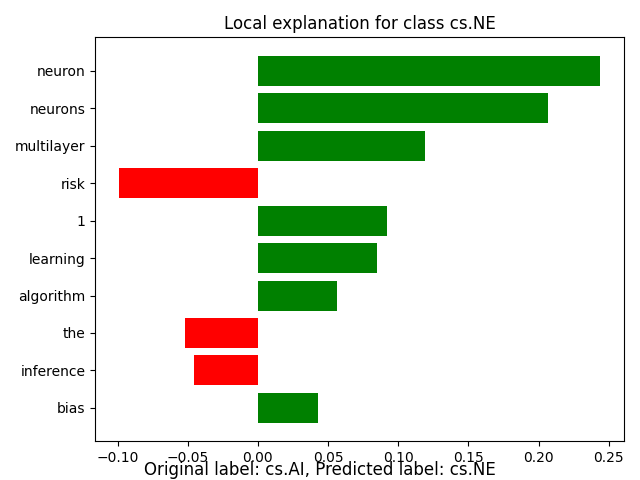 Local explanation for class cs.NE
neuron
neurons
multilayer
risk
1
learning
algorithm
the
inference
bias
−0.10 −0.05 0.00 0.05 0.10 0.15 0.20 0.25
Original label: cs.AI, Predicted label: cs.NE